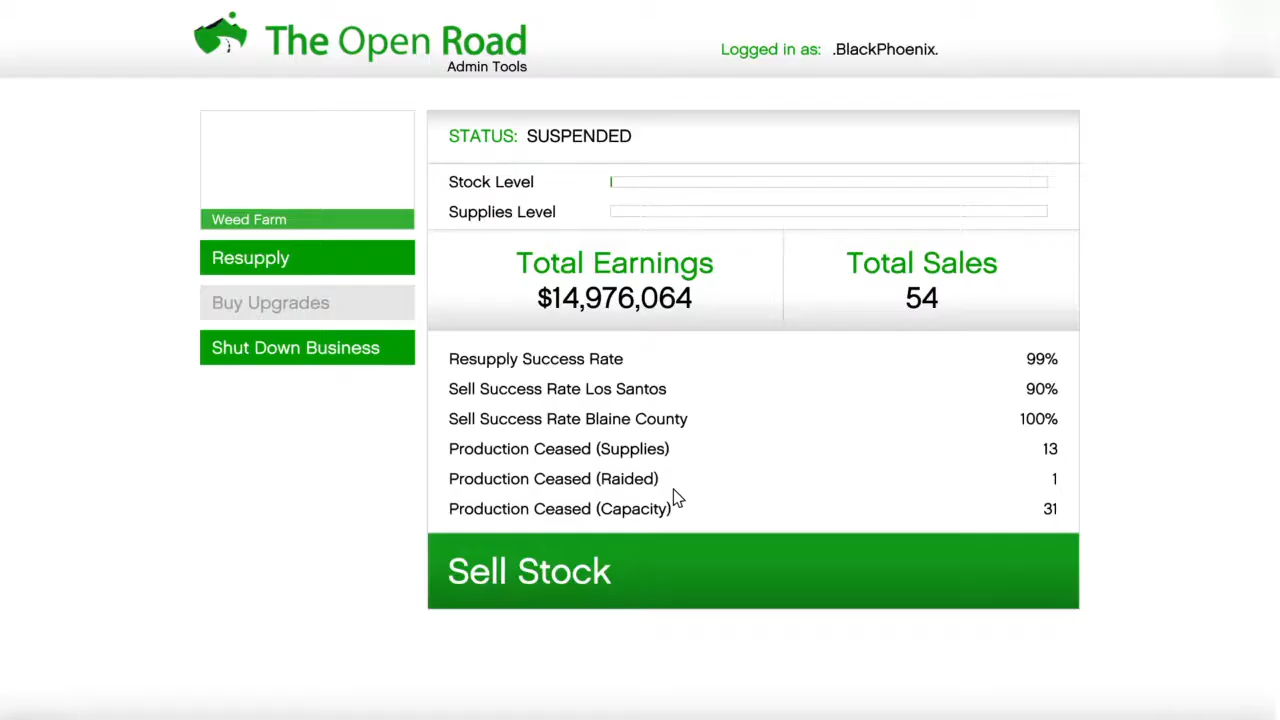 The Open Road
Admin Tools
Logged in as: .BlackPhoenix.
Weed Farm
Resupply
Buy Upgrades
Shut Down Business
STATUS: SUSPENDED
Stock Level
Supplies Level
Total Earnings
$14,976,064
Total Sales
54
Resupply Success Rate 99%
Sell Success Rate Los Santos 90%
Sell Success Rate Blaine County 100%
Production Ceased (Supplies) 13
Production Ceased (Raided) 1
Production Ceased (Capacity) 31
Sell Stock